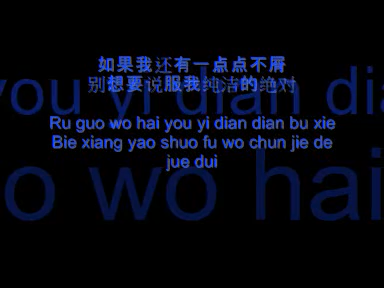 如果我还有一点点不屑
别想要说服我纯洁的绝对
you yi dian di
Ru guo wo hai you yi dian dian bu xie
Bie xiang yao shuo fu wo chun jie de
jue dui
o wo hai